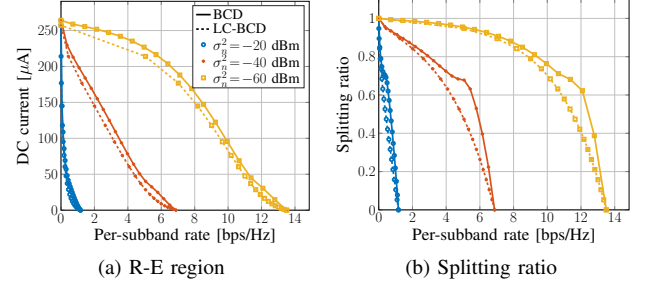 BCD
LC-BCD
σ_n^2=−20 dBm
σ_n^2=−40 dBm
σ_n^2=−60 dBm
DC current [μA]
250
200
150
100
50
0
0 2 4 6 8 10 12 14
Per-subband rate [bps/Hz]
(a) R-E region
Splitting ratio
1
0.8
0.6
0.4
0.2
0
0 2 4 6 8 10 12 14
Per-subband rate [bps/Hz]
(b) Splitting ratio